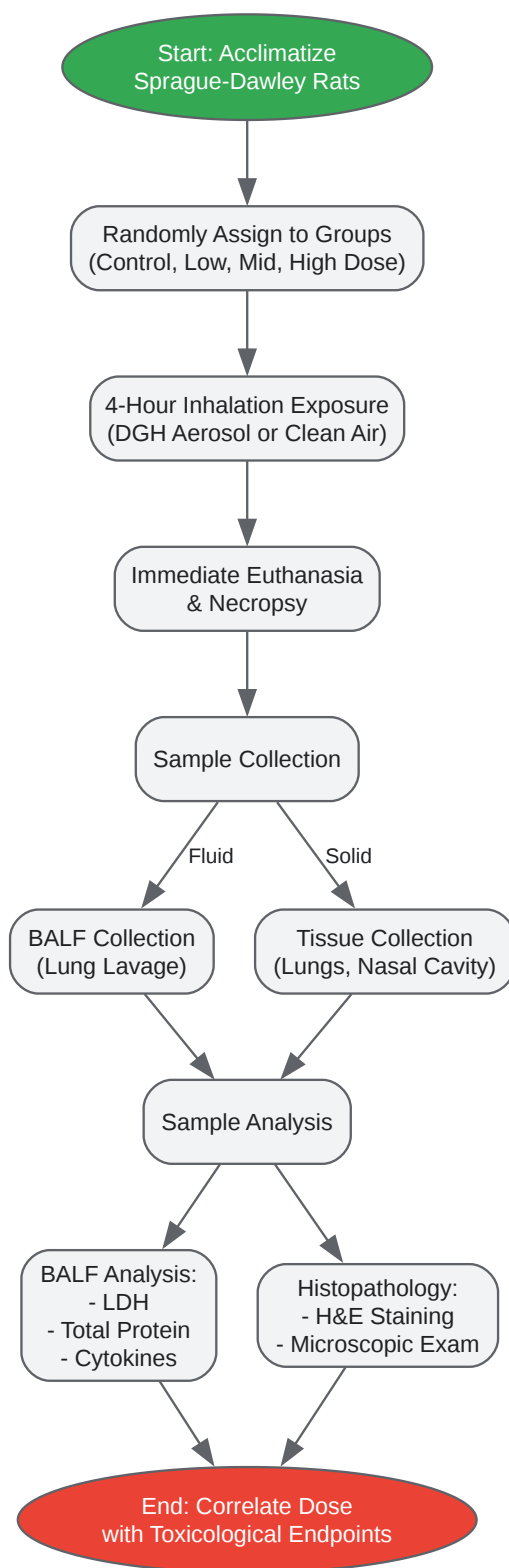 Start: Acclimatize
Sprague-Dawley Rats
Randomly Assign to Groups
(Control, Low, Mid, High Dose)
4-Hour Inhalation Exposure
(DGH Aerosol or Clean Air)
Immediate Euthanasia
& Necropsy
Sample Collection
Fluid
Solid
BALF Collection
(Lung Lavage)
Tissue Collection
(Lungs, Nasal Cavity)
Sample Analysis
BALF Analysis:
- LDH
- Total Protein
- Cytokines
Histopathology:
- H&E Staining
- Microscopic Exam
End: Correlate Dose
with Toxicological Endpoints